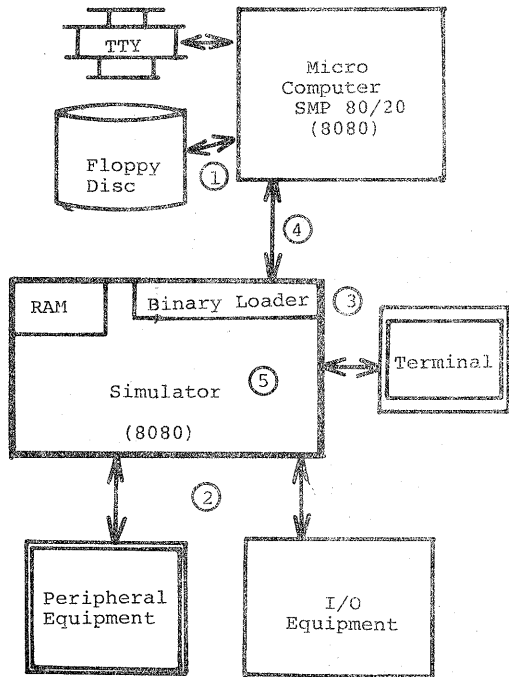 TTY
Micro
Computer
SMP 80/20
(8080)
Floppy
Disc
1
4
RAM
Binary Loader
3
Terminal
Simulator
5
(8080)
2
Peripheral
Equipment
I/O
Equipment